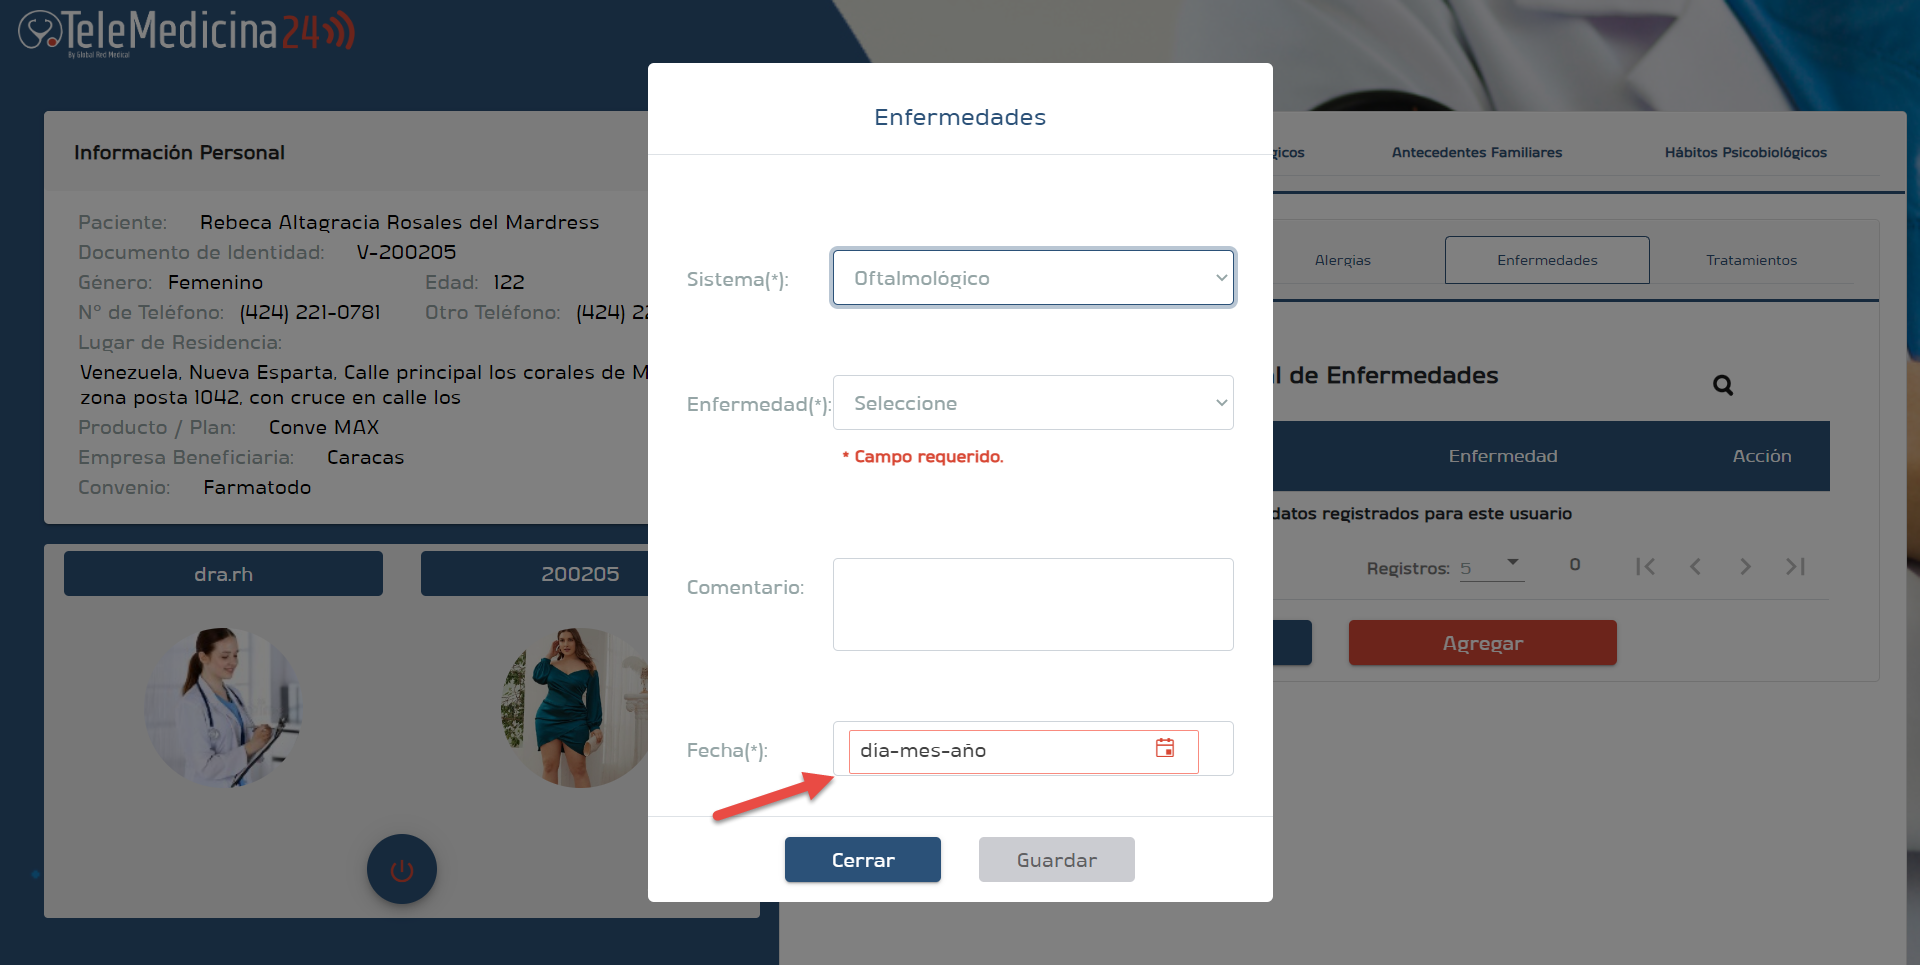 TeleMedicina24
By Global Red Medical
Información Personal
Paciente: Rebeca Altagracia Rosales del Mardress
Documento de Identidad: V-200205
Género: Femenino Edad: 122
N° de Teléfono: (424) 221-0781 Otro Teléfono: (424) 22
Lugar de Residencia:
Venezuela, Nueva Esparta, Calle principal los corales de M
zona posta 1042, con cruce en calle los
Producto / Plan: Conve MAX
Empresa Beneficiaria: Caracas
Convenio: Farmatodo
dra.rh 200205
Enfermedades
Sistema(*): Oftalmológico
Enfermedad(*): Seleccione
* Campo requerido.
Comentario:
Fecha(*): día-mes-año
Cerrar Guardar
gicos Antecedentes Familiares Hábitos Psicobiológicos
Alergias Enfermedades Tratamientos
l de Enfermedades
Enfermedad Acción
datos registrados para este usuario
Registros: 5 0
Agregar